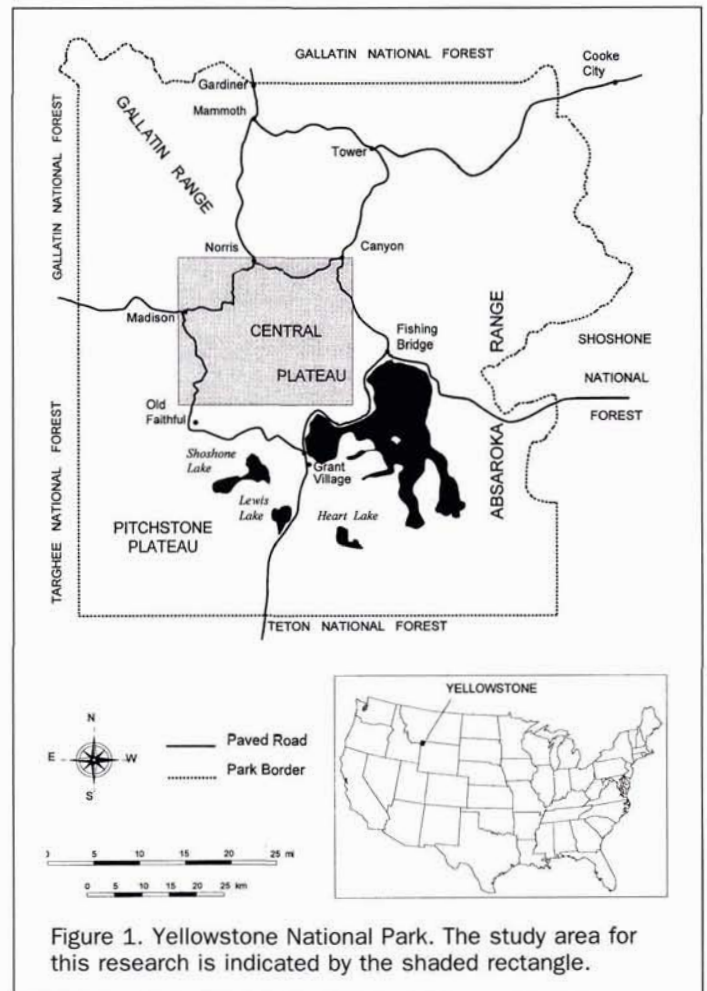 GALLATIN NATIONAL FOREST
Cooke
City
Gardiner
Mammoth
GALLATIN RANGE
GALLATIN NATIONAL FOREST
Tower
Norris
Canyon
Madison
CENTRAL
PLATEAU
Fishing
Bridge
RANGE
SHOSHONE
NATIONAL
FOREST
Old
Faithful
ABSAROKA
Shoshone
Lake
Grant
Village
Lewis
Lake
Heart Lake
TARGHEE NATIONAL FOREST
PITCHSTONE
PLATEAU
TETON NATIONAL FOREST
YELLOWSTONE
N
E W
S
Paved Road
Park Border
5 10 15 20 25 mi
0 5 10 15 20 25 km
Figure 1. Yellowstone National Park. The study area for
this research is indicated by the shaded rectangle.